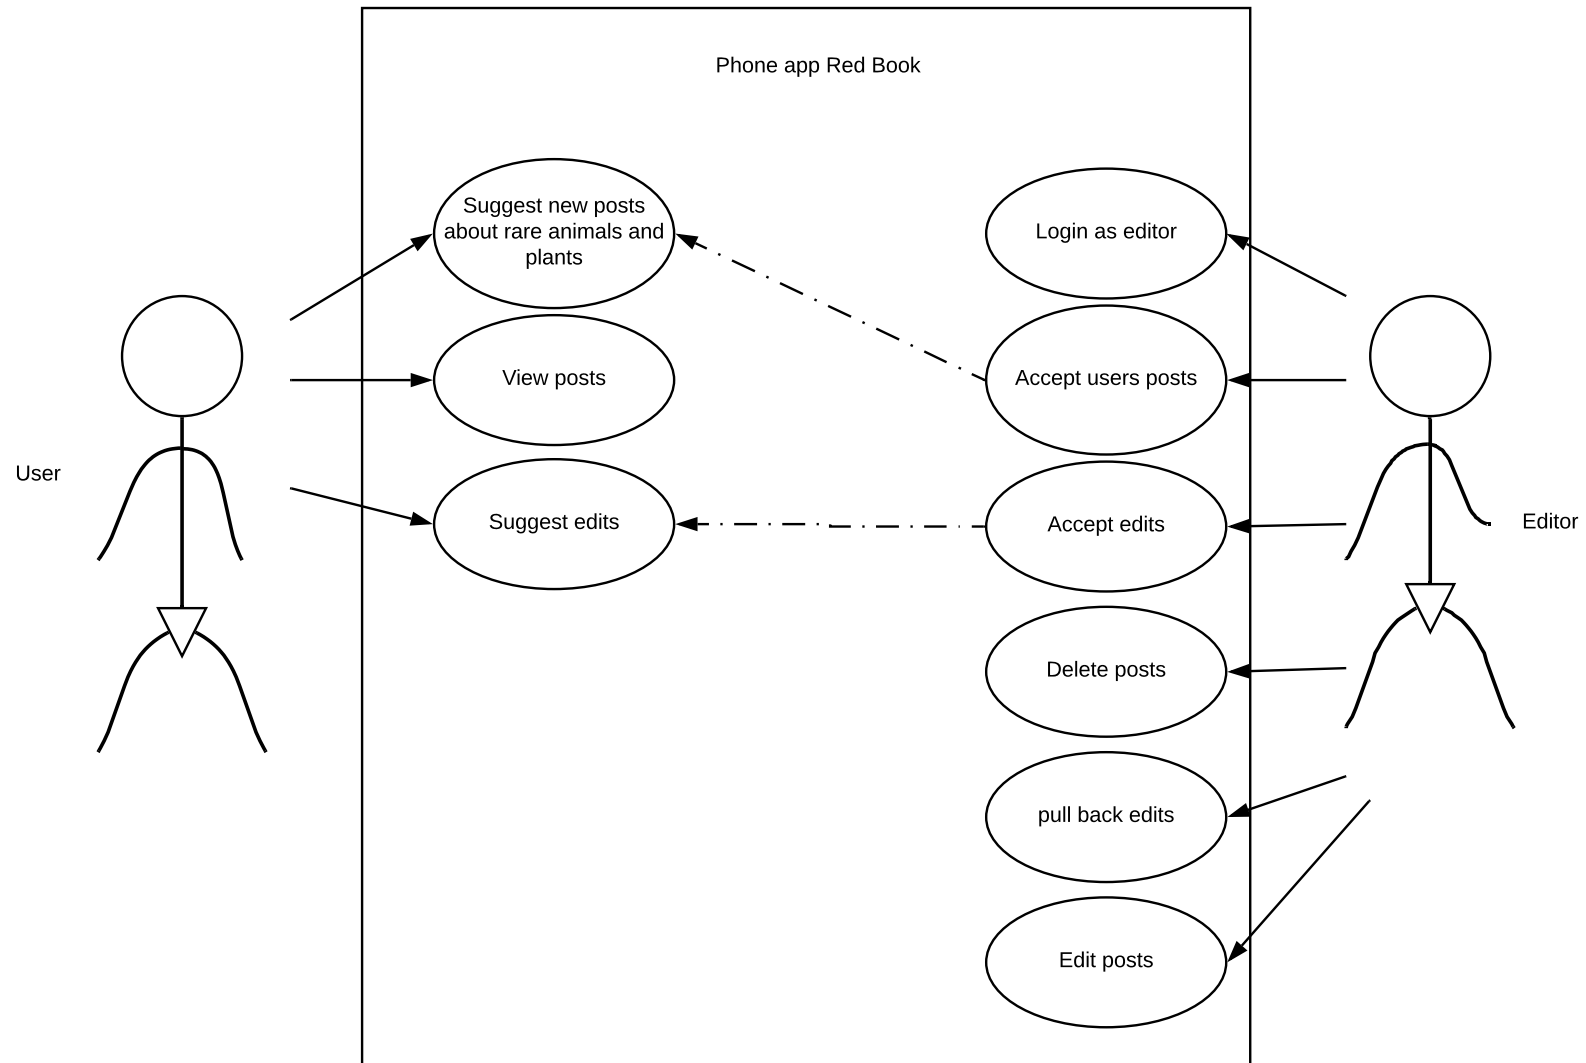 Phone app Red Book
Suggest new posts
about rare animals and
plants
Login as editor
View posts
Accept users posts
User
Suggest edits
Accept edits
Editor
Delete posts
pull back edits
Edit posts